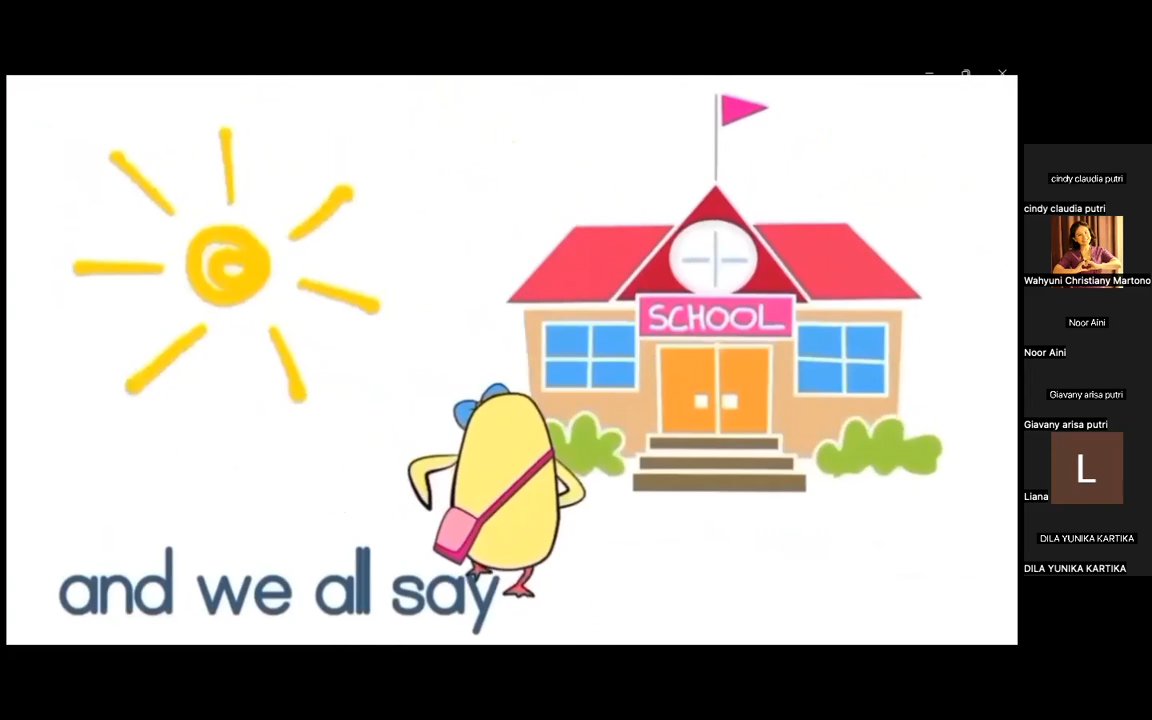 SCHOOL
and we all say
cindy claudia putri
cindy claudia putri
Wahyuni Christiany Martono
Noor Aini
Noor Aini
Giavany arisa putri
Giavany arisa putri
L
Liana
DILA YUNIKA KARTIKA
DILA YUNIKA KARTIKA